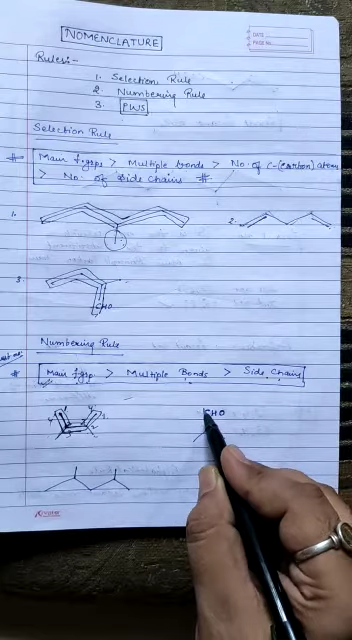 NOMENCLATURE
DATE
PAGE NO.
Rules:-
1. Selection Rule
2. Numbering Rule
3. PWS
Selection Rule
# Main f.grps > Multiple bonds > No. of C-(carbon) atoms
> No. of side chains #
1.
2.
3.
CHO
Numbering Rule
# Main f.grp > Multiple Bonds > Side Chains
CHO